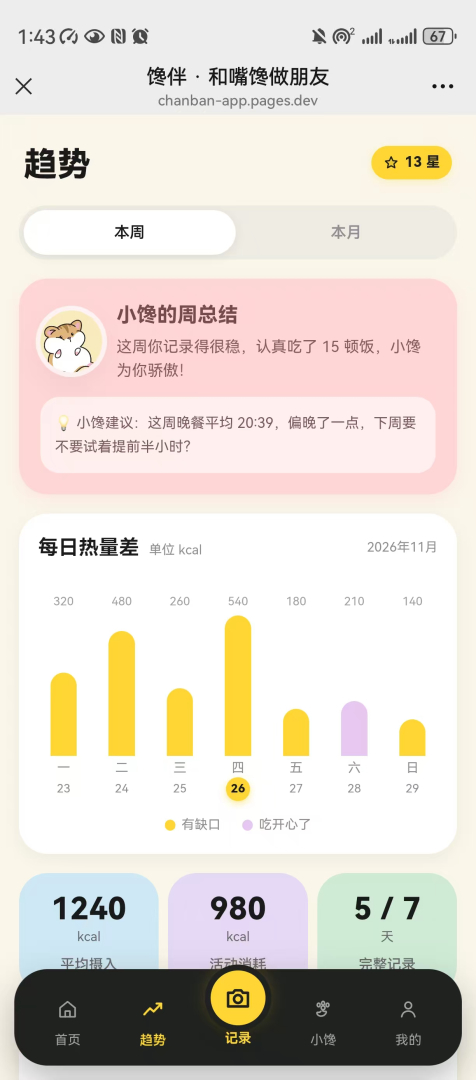 1:43
67
馋伴 · 和嘴馋做朋友
chanban-app.pages.dev
趋势
13 星
本周
本月
小馋的周总结
这周你记录得很稳，认真吃了 15 顿饭，小馋
为你骄傲！
小馋建议：这周晚餐平均 20:39，偏晚了一点，下周要
不要试着提前半小时？
每日热量差 单位 kcal
2026年11月
320 480 260 540 180 210 140
一 二 三 四 五 六 日
23 24 25 26 27 28 29
有缺口 吃开心了
1240 980 5 / 7
kcal kcal 天
平均摄入 活动消耗 完整记录
首页 趋势 记录 小馋 我的